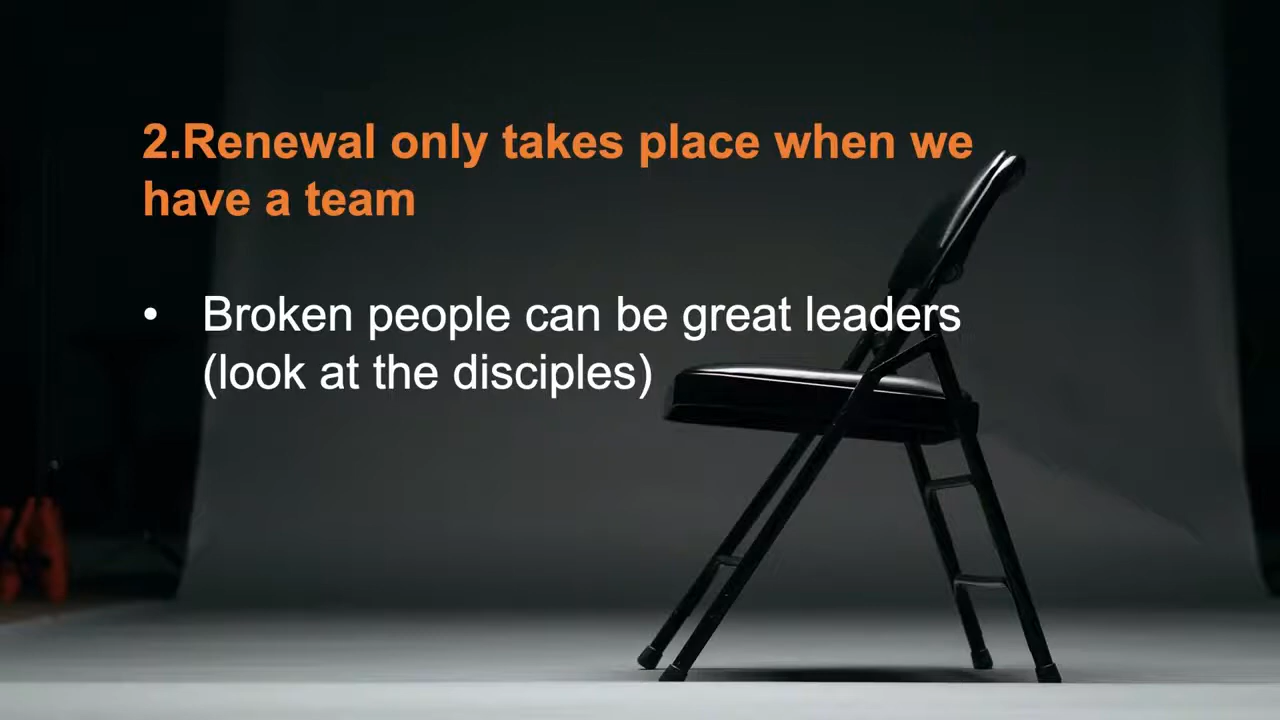 2.Renewal only takes place when we
have a team
• Broken people can be great leaders
(look at the disciples)